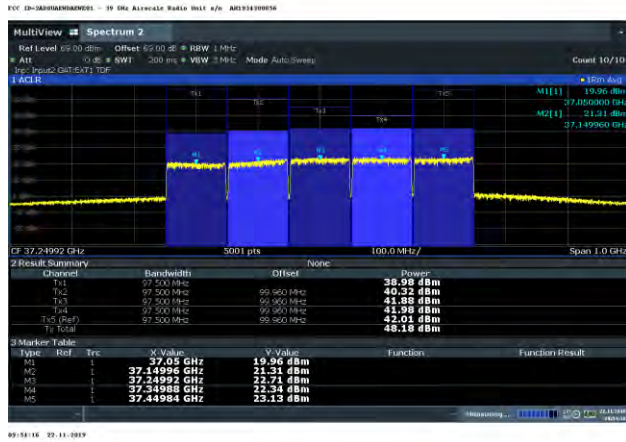 39 GHz Airscale Radio Unit s/n
MultiView Spectrum 2
Ref Level 69.00 dBm Offset 69.00 dB RBW 1 MHz
Att 0 dB SWT 200 ms VBW 3 MHz Mode Auto Sweep Count 10/10
1 ACLR 1Rm Avg
M1[1] 19.96 dBm
37.050000 GHz
M2[1] 21.31 dBm
37.149960 GHz
Tx1 Tx2 Tx3 Tx4 Tx5
M1 M2 M3 M4 M5
CF 37.24992 GHz 5001 pts 100.0 MHz/ Span 1.0 GHz
2 Result Summary None
Channel Bandwidth Offset Power
Tx1 97.500 MHz 38.98 dBm
Tx2 97.500 MHz 99.960 MHz 40.32 dBm
Tx3 97.500 MHz 99.960 MHz 41.88 dBm
Tx4 97.500 MHz 99.960 MHz 41.98 dBm
Tx5 (Ref) 97.500 MHz 99.960 MHz 42.01 dBm
Tx Total 48.18 dBm
3 Marker Table
Type Ref Trc X-Value Y-Value Function Function Result
M1 1 37.05 GHz 19.96 dBm
M2 1 37.14996 GHz 21.31 dBm
M3 1 37.24992 GHz 22.71 dBm
M4 1 37.34988 GHz 22.34 dBm
M5 1 37.44984 GHz 23.13 dBm
Measuring...
22.11.2019